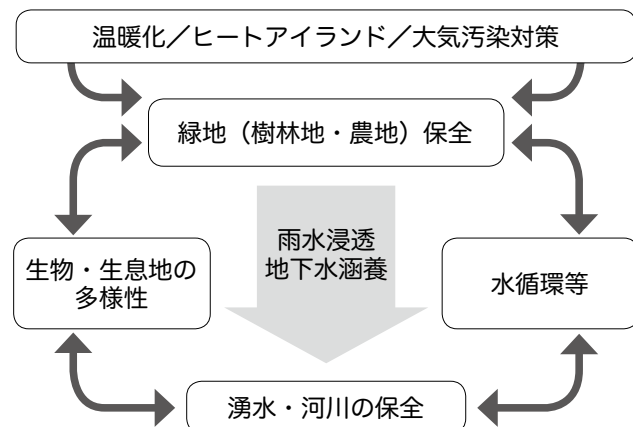 温暖化／ヒートアイランド／大気汚染対策
緑地（樹林地・農地）保全
雨水浸透
地下水涵養
生物・生息地の
多様性
水循環等
湧水・河川の保全